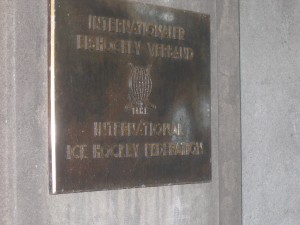 INTERNATIONALER
EISHOCKEY VERBAND
INTERNATIONAL
ICE HOCKEY FEDERATION